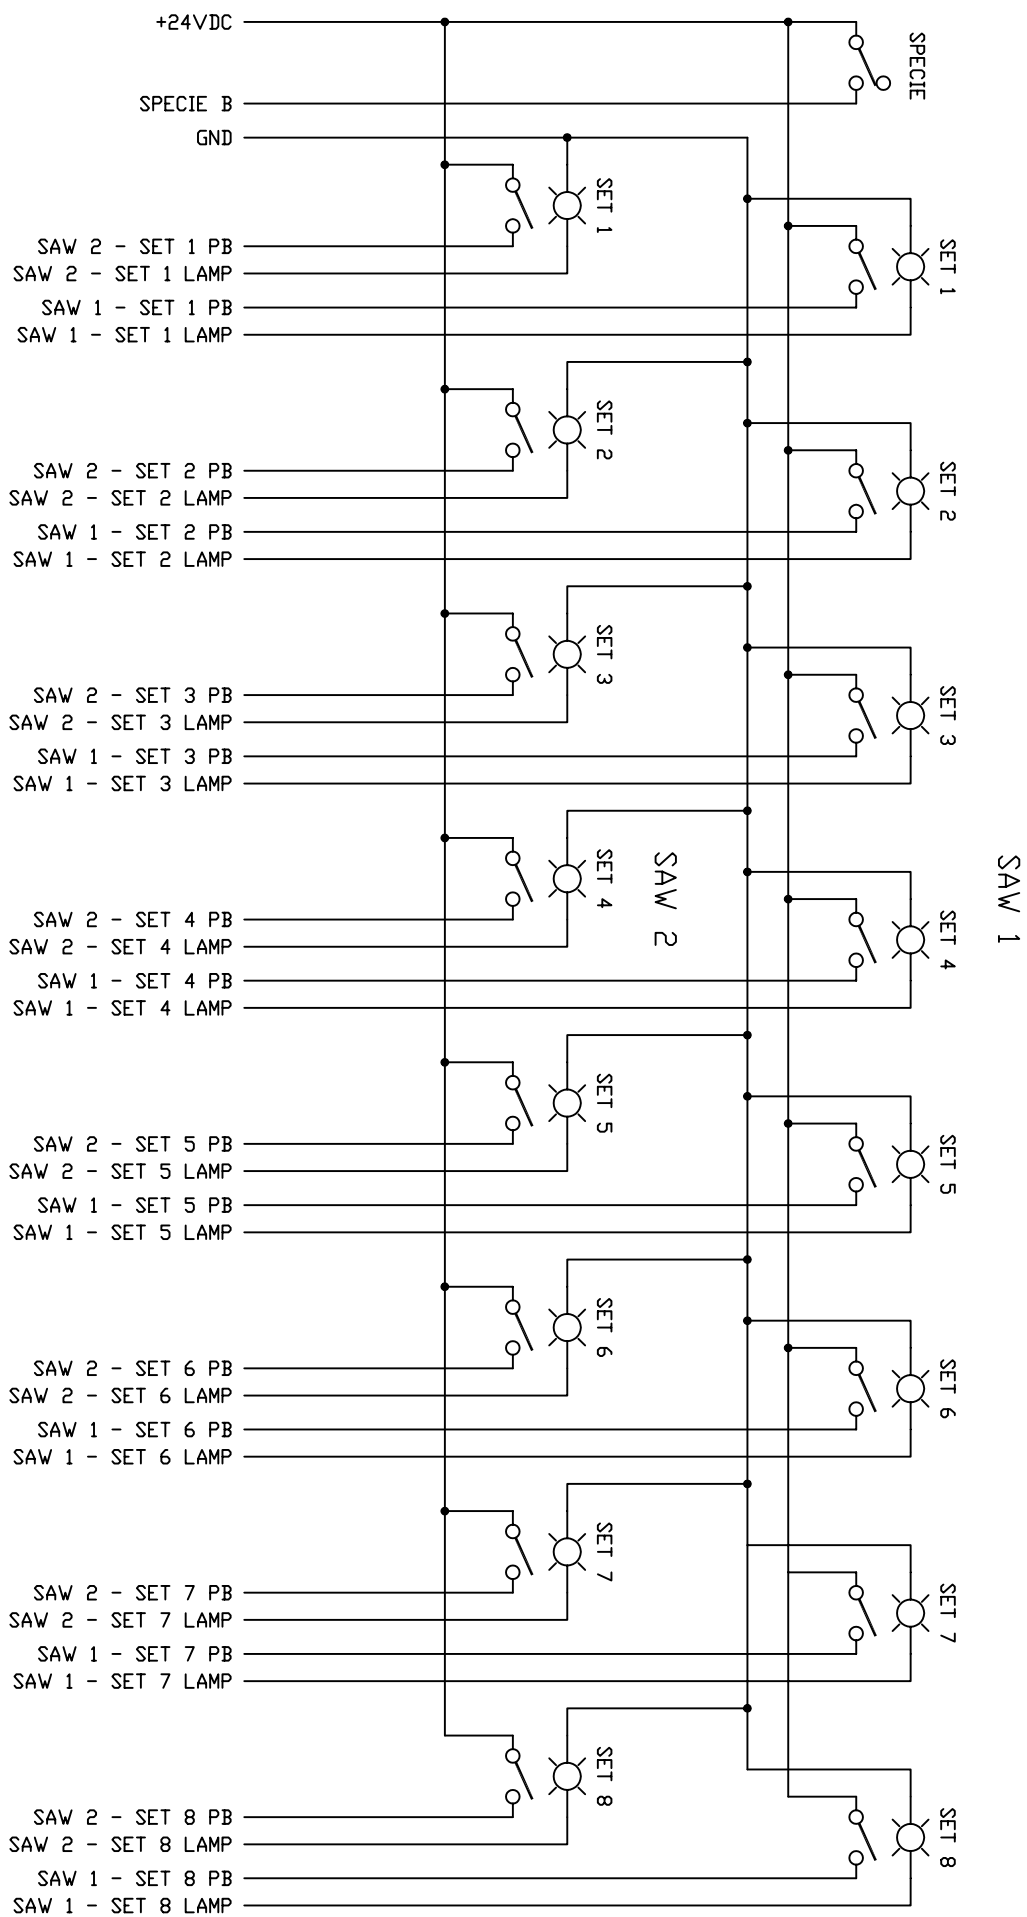 +24VDC
SPECIE
SPECIE B
GND
SET 1
SET 1
SAW 2 - SET 1 PB
SAW 2 - SET 1 LAMP
SAW 1 - SET 1 PB
SAW 1 - SET 1 LAMP
SET 2
SET 2
SAW 2 - SET 2 PB
SAW 2 - SET 2 LAMP
SAW 1 - SET 2 PB
SAW 1 - SET 2 LAMP
SET 3
SET 3
SAW 2 - SET 3 PB
SAW 2 - SET 3 LAMP
SAW 1 - SET 3 PB
SAW 1 - SET 3 LAMP
SET 4
SAW 2
SET 4
SAW 1
SAW 2 - SET 4 PB
SAW 2 - SET 4 LAMP
SAW 1 - SET 4 PB
SAW 1 - SET 4 LAMP
SET 5
SET 5
SAW 2 - SET 5 PB
SAW 2 - SET 5 LAMP
SAW 1 - SET 5 PB
SAW 1 - SET 5 LAMP
SET 6
SET 6
SAW 2 - SET 6 PB
SAW 2 - SET 6 LAMP
SAW 1 - SET 6 PB
SAW 1 - SET 6 LAMP
SET 7
SET 7
SAW 2 - SET 7 PB
SAW 2 - SET 7 LAMP
SAW 1 - SET 7 PB
SAW 1 - SET 7 LAMP
SET 8
SET 8
SAW 2 - SET 8 PB
SAW 2 - SET 8 LAMP
SAW 1 - SET 8 PB
SAW 1 - SET 8 LAMP